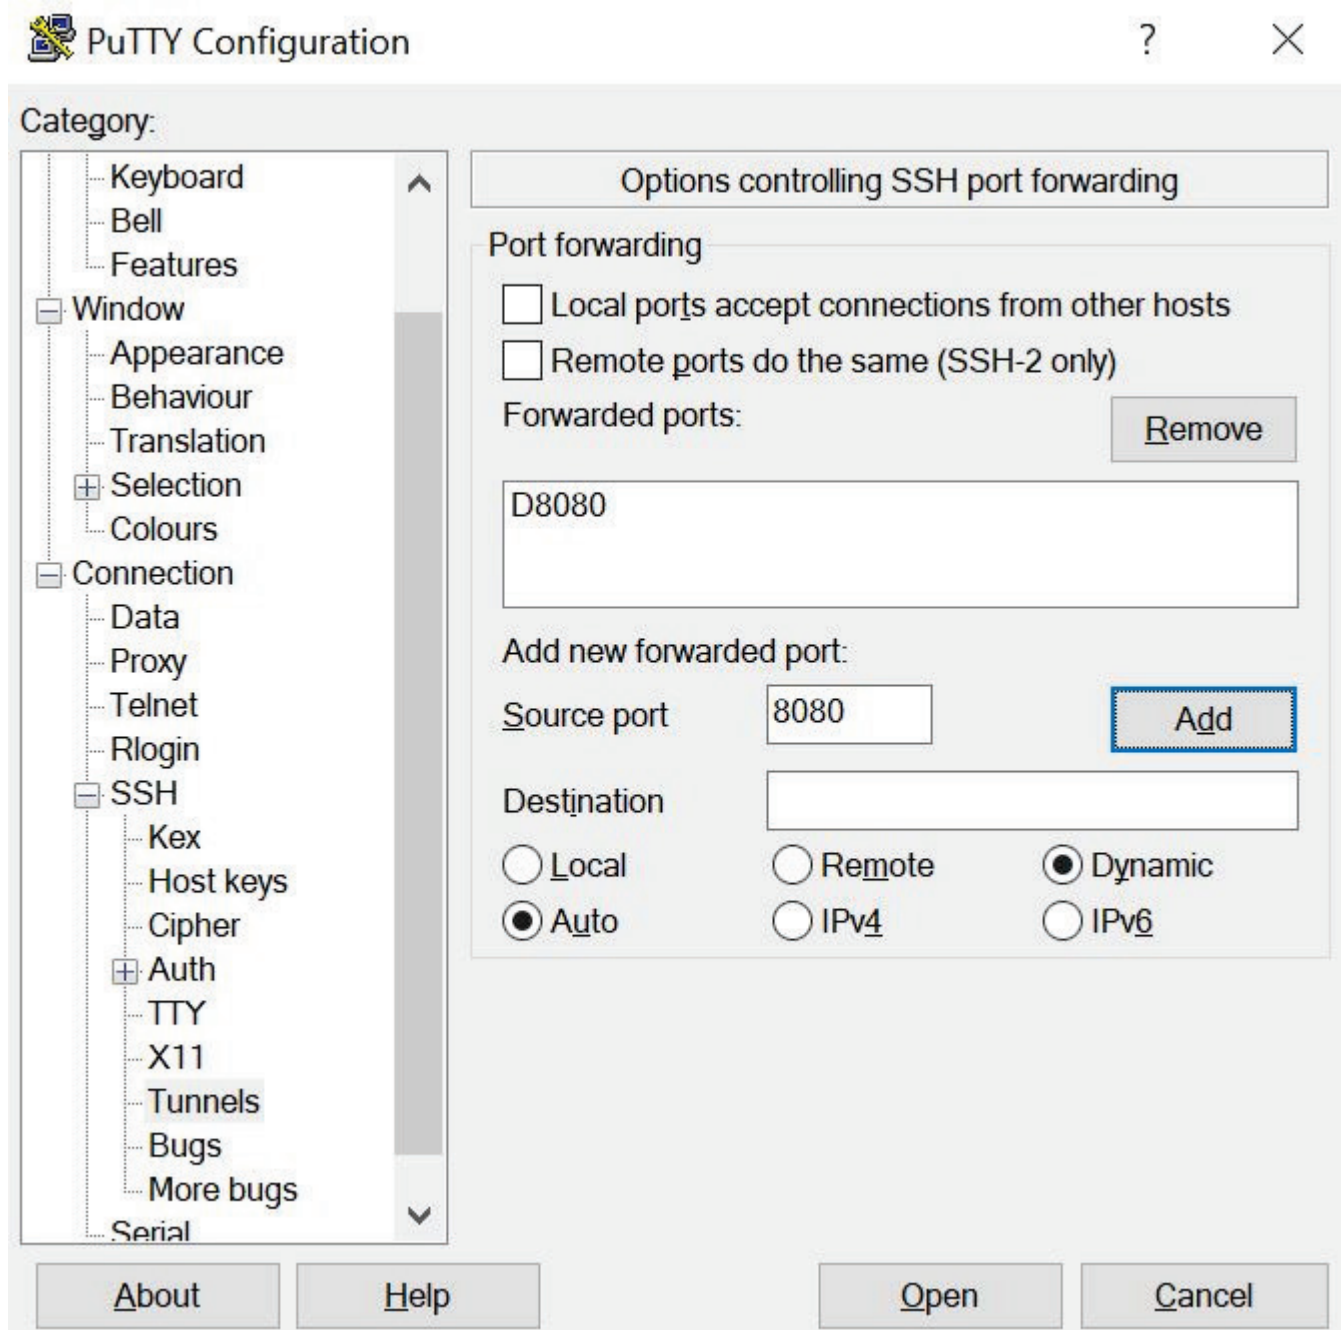 PuTTY Configuration
?
Category:
Keyboard
Bell
Features
Window
Appearance
Behaviour
Translation
Selection
Colours
Connection
Data
Proxy
Telnet
Rlogin
SSH
Kex
Host keys
Cipher
Auth
TTY
X11
Tunnels
Bugs
More bugs
Serial
Options controlling SSH port forwarding
Port forwarding
Local ports accept connections from other hosts
Remote ports do the same (SSH-2 only)
Forwarded ports:
Remove
D8080
Add new forwarded port:
Source port
8080
Add
Destination
Local
Remote
Dynamic
Auto
IPv4
IPv6
About
Help
Open
Cancel